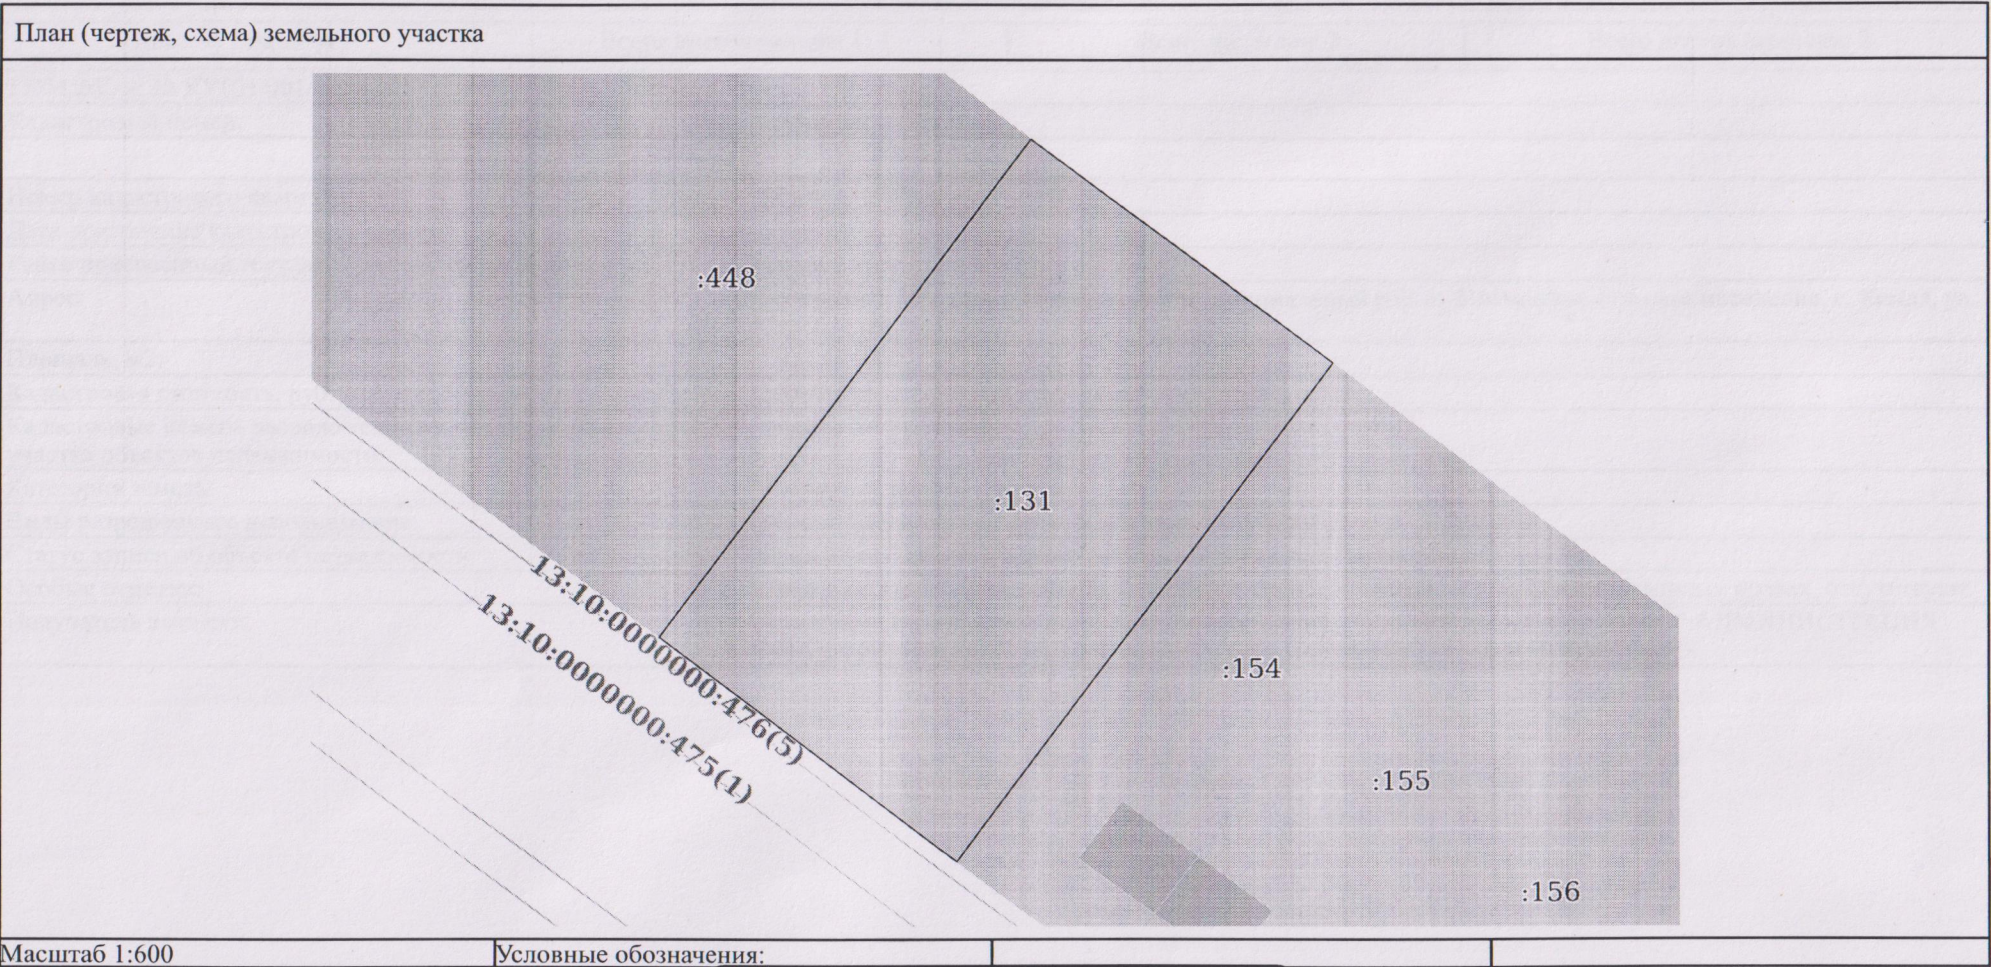 План (чертеж, схема) земельного участка
:448
:131
13:10:0000000:476(5)
13:10:0000000:475(1)
:154
:155
:156
Масштаб 1:600
Условные обозначения: